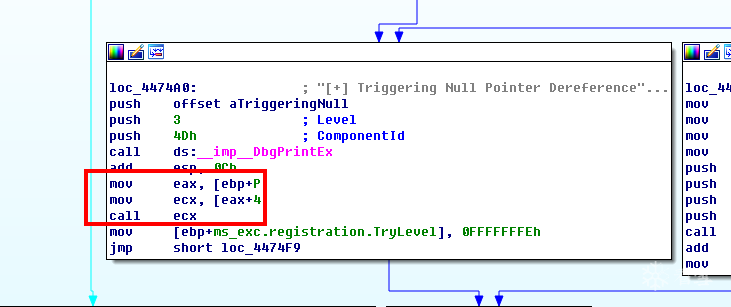 loc_4474A0: ; "[+] Triggering Null Pointer Dereference"...
push offset aTriggeringNull
push 3 ; Level
push 4Dh ; ComponentId
call ds:__imp__DbgPrintEx
add esp, 0Ch
mov eax, [ebp+P
mov ecx, [eax+4
call ecx
mov [ebp+ms_exc.registration.TryLevel], 0FFFFFFFEh
jmp short loc_4474F9
loc_44
mov
mov
mov
mov
push
push
push
push
call
add
mov